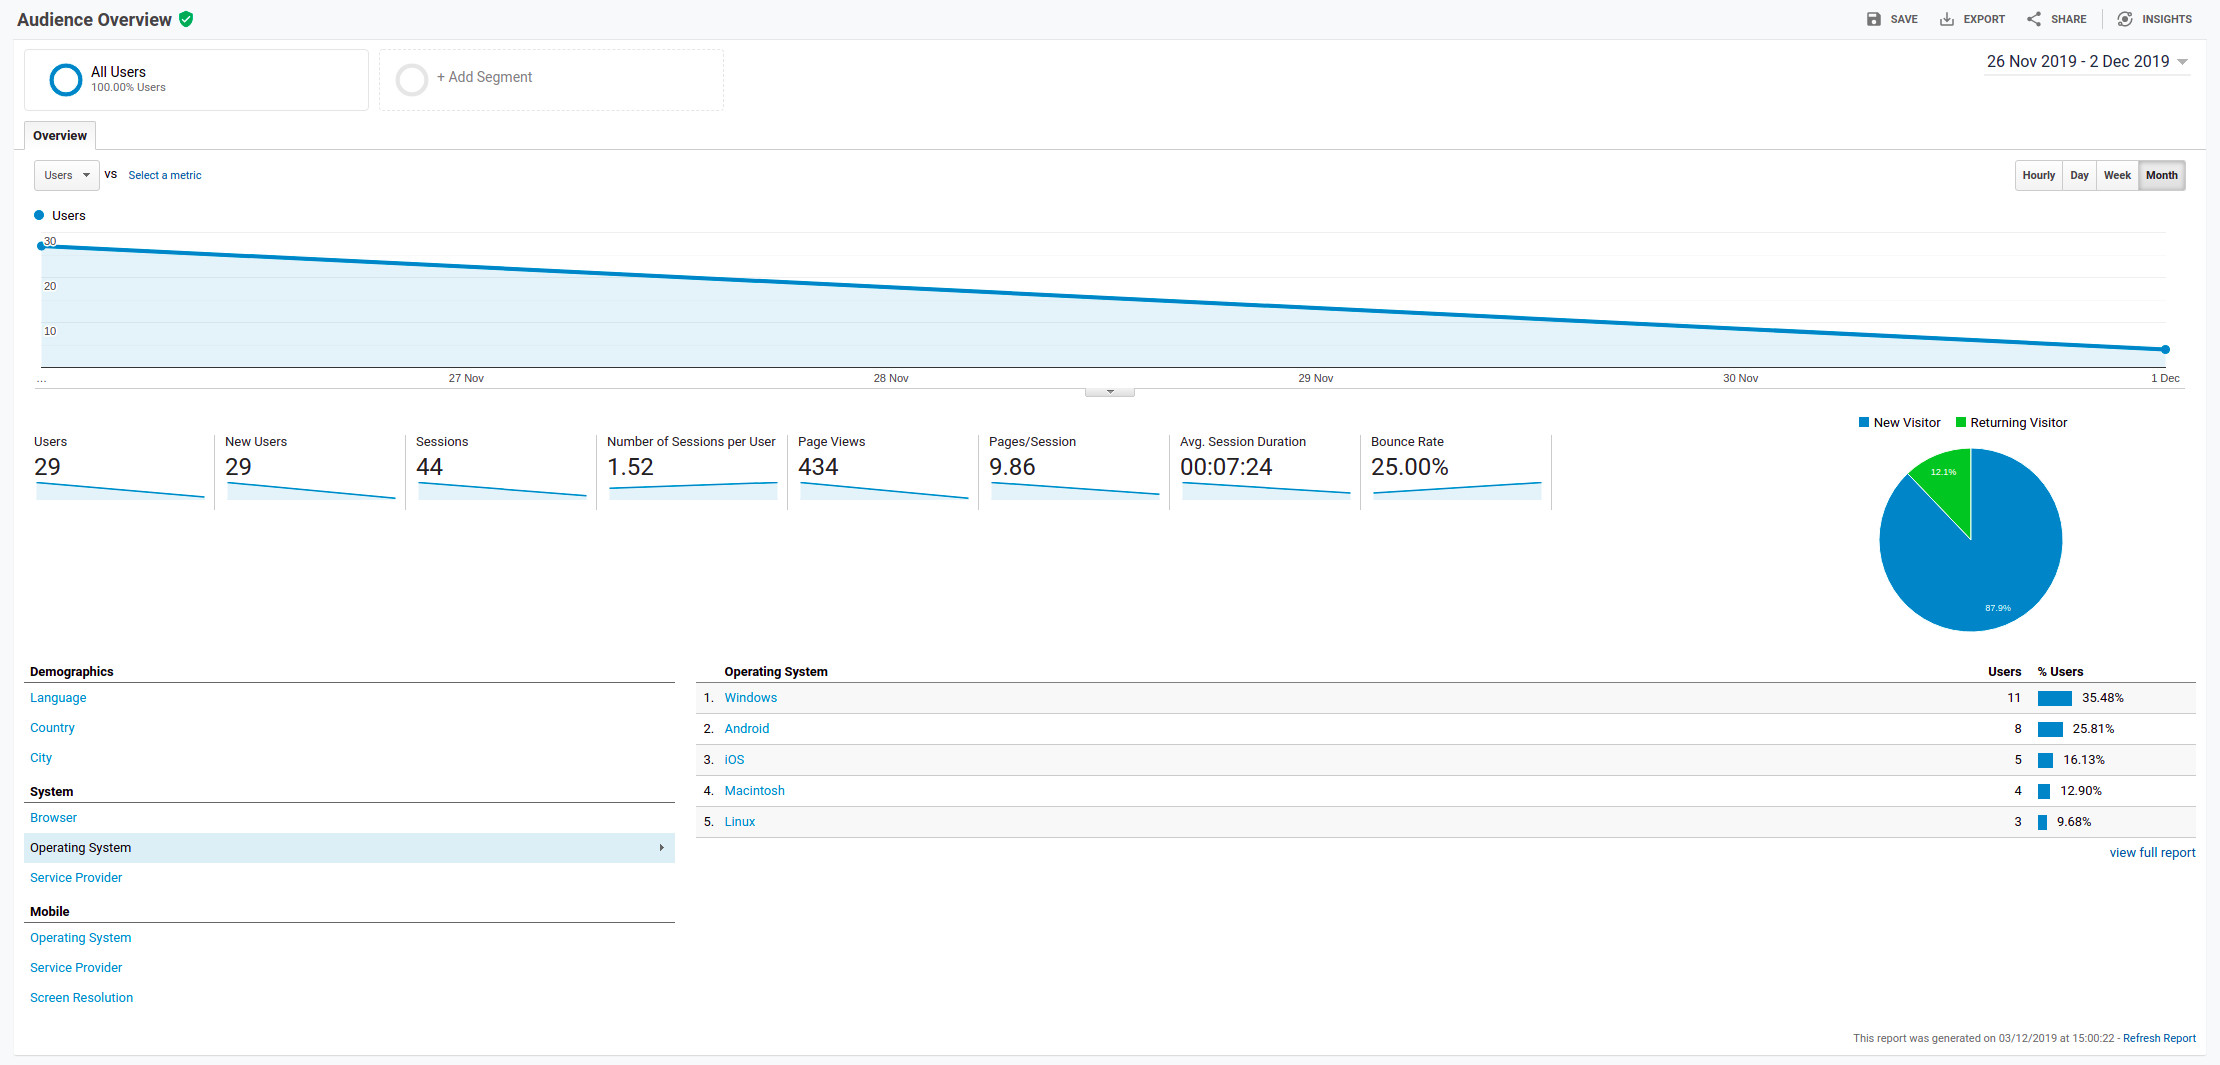 Audience Overview
SAVE EXPORT SHARE INSIGHTS
All Users
100.00% Users
+ Add Segment
26 Nov 2019 - 2 Dec 2019
Overview
Users vs Select a metric
Hourly Day Week Month
Users
30
20
10
... 27 Nov 28 Nov 29 Nov 30 Nov 1 Dec
Users
29
New Users
29
Sessions
44
Number of Sessions per User
1.52
Page Views
434
Pages/Session
9.86
Avg. Session Duration
00:07:24
Bounce Rate
25.00%
New Visitor Returning Visitor
12.1%
87.9%
Demographics
Language
Country
City
System
Browser
Operating System
Service Provider
Mobile
Operating System
Service Provider
Screen Resolution
Operating System Users % Users
1. Windows 11 35.48%
2. Android 8 25.81%
3. iOS 5 16.13%
4. Macintosh 4 12.90%
5. Linux 3 9.68%
view full report
This report was generated on 03/12/2019 at 15:00:22 - Refresh Report